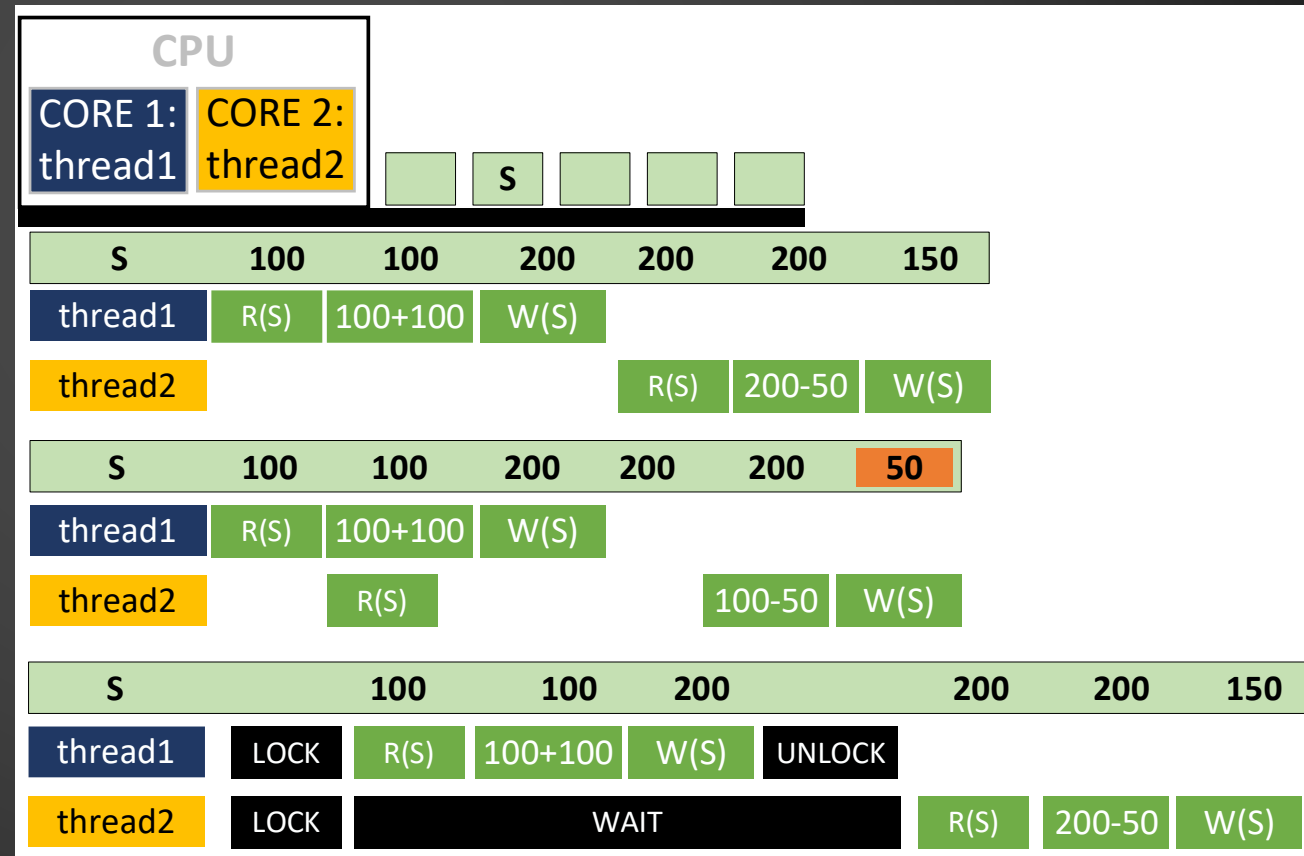 CPU
CORE 1: CORE 2:
thread1 thread2
S
S 100 100 200 200 200 150
thread1 R(S) 100+100 W(S)
thread2 R(S) 200-50 W(S)
S 100 100 200 200 200 50
thread1 R(S) 100+100 W(S)
thread2 R(S) 100-50 W(S)
S 100 100 200 200 200 150
thread1 LOCK R(S) 100+100 W(S) UNLOCK
thread2 LOCK WAIT R(S) 200-50 W(S)